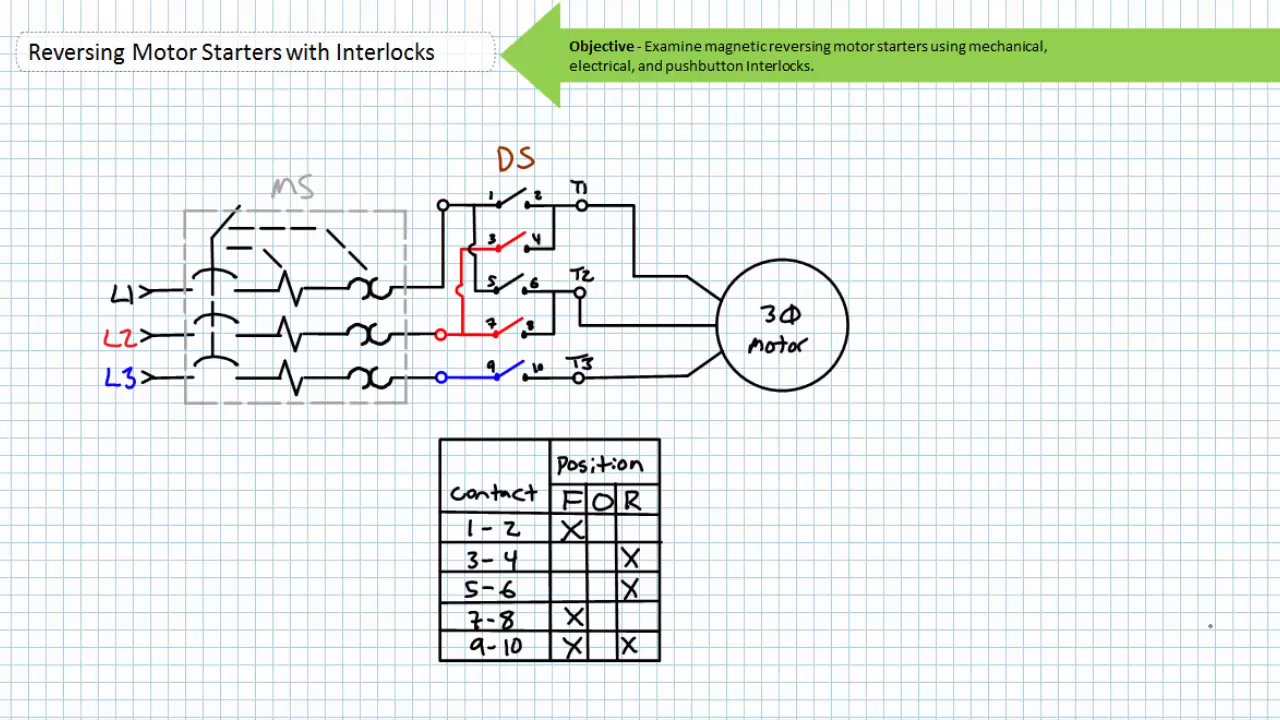 Reversing Motor Starters with Interlocks
Objective - Examine magnetic reversing motor starters using mechanical,
electrical, and pushbutton Interlocks.
DS
MS
1 2 T1
3 4
5 6 T2
L1
7 8
L2
9 10 T3
L3
3Φ
motor
Position
Contact F O R
1 - 2 X
3 - 4 X
5 - 6 X
7 - 8 X
9 - 10 X X